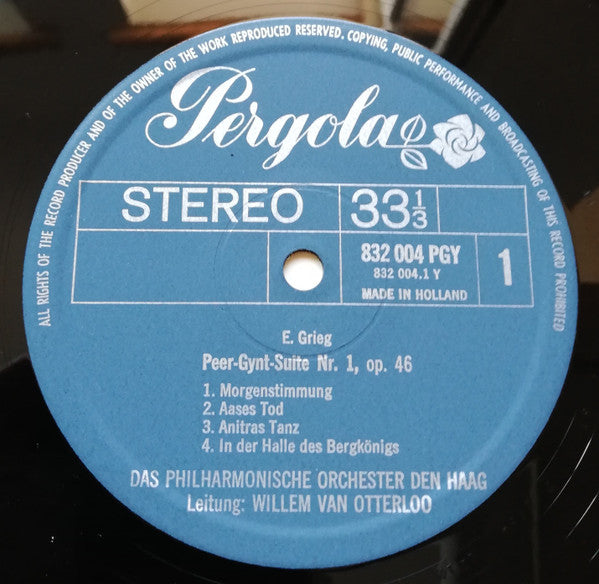 ALL RIGHTS OF THE RECORD PRODUCER AND OF THE OWNER OF THE WORK REPRODUCED RESERVED, COPYING, PUBLIC PERFORMANCE AND BROADCASTING OF THIS RECORD PROHIBITED
Pergola
STEREO
33 1/3
832 004 PGY
832 004.1 Y
MADE IN HOLLAND
1
E. Grieg
Peer-Gynt-Suite Nr. 1, op. 46
1. Morgenstimmung
2. Aases Tod
3. Anitras Tanz
4. In der Halle des Bergkönigs
DAS PHILHARMONISCHE ORCHESTER DEN HAAG
Leitung: WILLEM VAN OTTERLOO